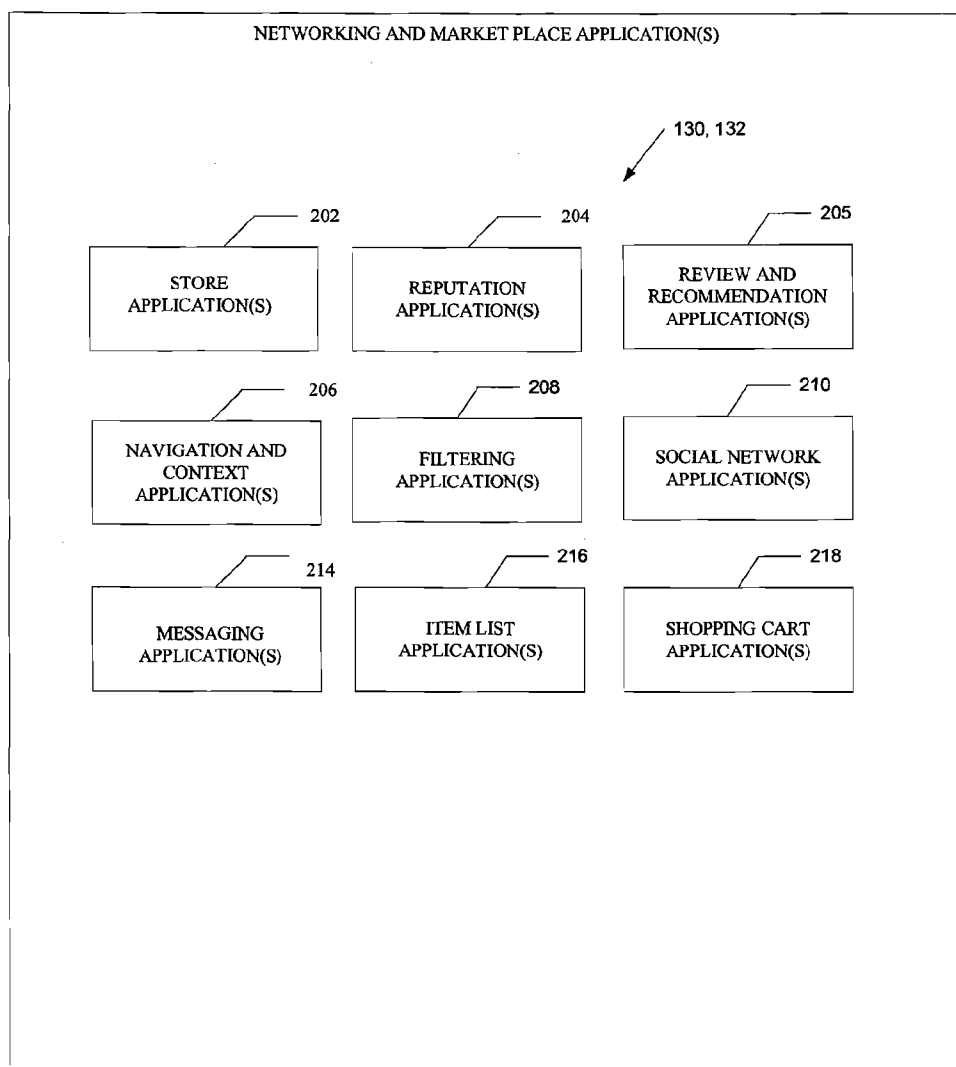 NETWORKING AND MARKET PLACE APPLICATION(S)
130, 132
202
204
205
STORE
APPLICATION(S)
REPUTATION
APPLICATION(S)
REVIEW AND
RECOMMENDATION
APPLICATION(S)
206
208
210
NAVIGATION AND
CONTEXT
APPLICATION(S)
FILTERING
APPLICATION(S)
SOCIAL NETWORK
APPLICATION(S)
214
216
218
MESSAGING
APPLICATION(S)
ITEM LIST
APPLICATION(S)
SHOPPING CART
APPLICATION(S)